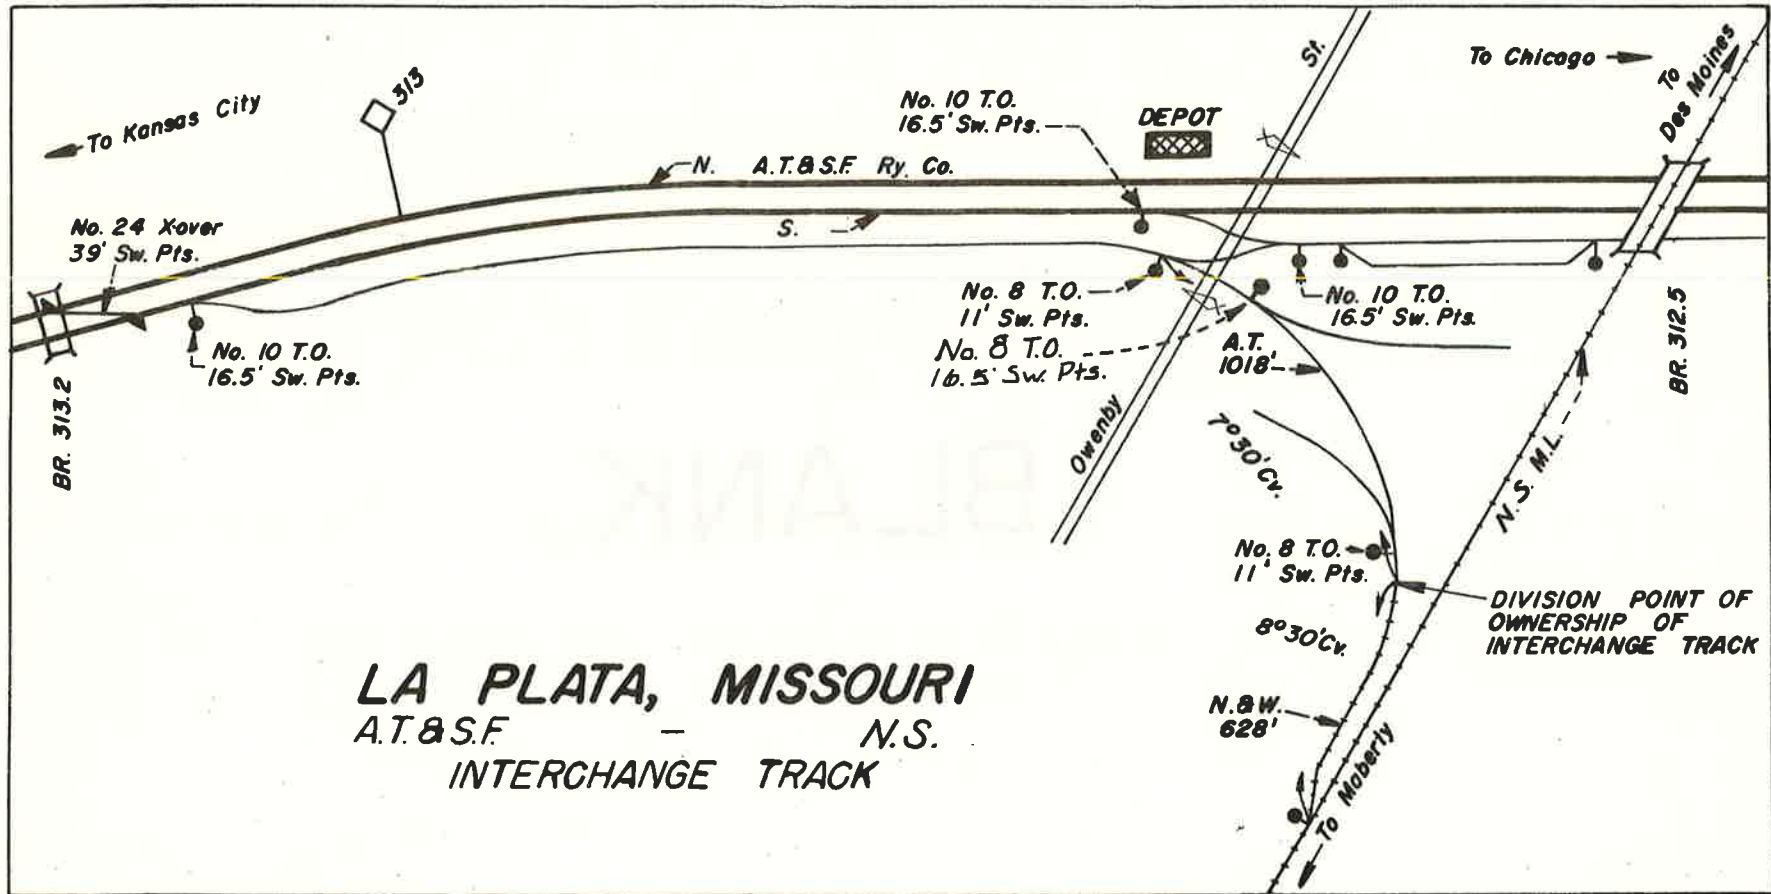 To Kansas City
313
No. 24 X-over
39' Sw. Pts.
BR. 313.2
No. 10 T.O.
16.5' Sw. Pts.
N. A.T.&S.F. Ry. Co.
S.
No. 10 T.O.
16.5' Sw. Pts.
DEPOT
St.
Owenby
To Chicago
To
Des Moines
No. 8 T.O.
11' Sw. Pts.
No. 8 T.O.
16.5' Sw. Pts.
No. 10 T.O.
16.5' Sw. Pts.
A.T.
1018'
BR. 312.5
7°30' Cv.
N.S. M.L.
No. 8 T.O.
11' Sw. Pts.
DIVISION POINT OF
OWNERSHIP OF
INTERCHANGE TRACK
8°30' Cv.
N.&W.
628'
To Moberly
LA PLATA, MISSOURI
A.T.&S.F. - N.S.
INTERCHANGE TRACK
BLANK